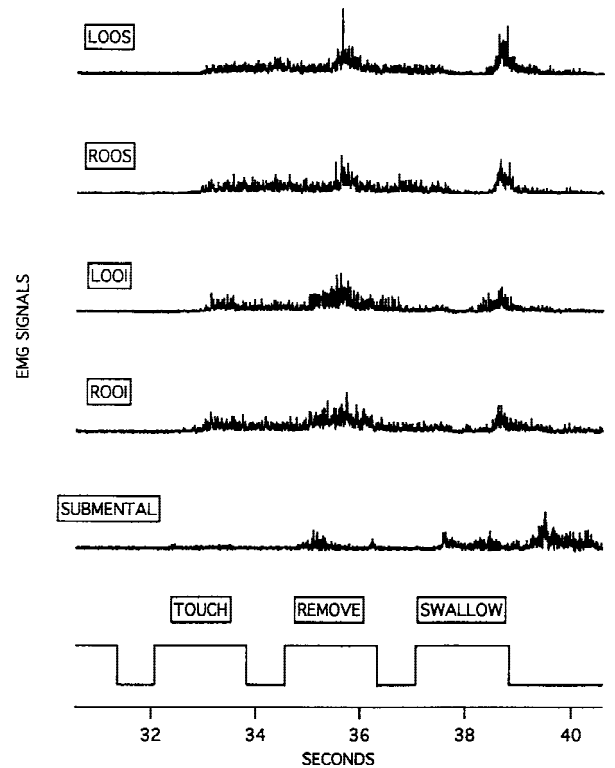 LOOS
ROOS
LOOI
EMG SIGNALS
ROOI
SUBMENTAL
TOUCH REMOVE SWALLOW
32 34 36 38 40
SECONDS